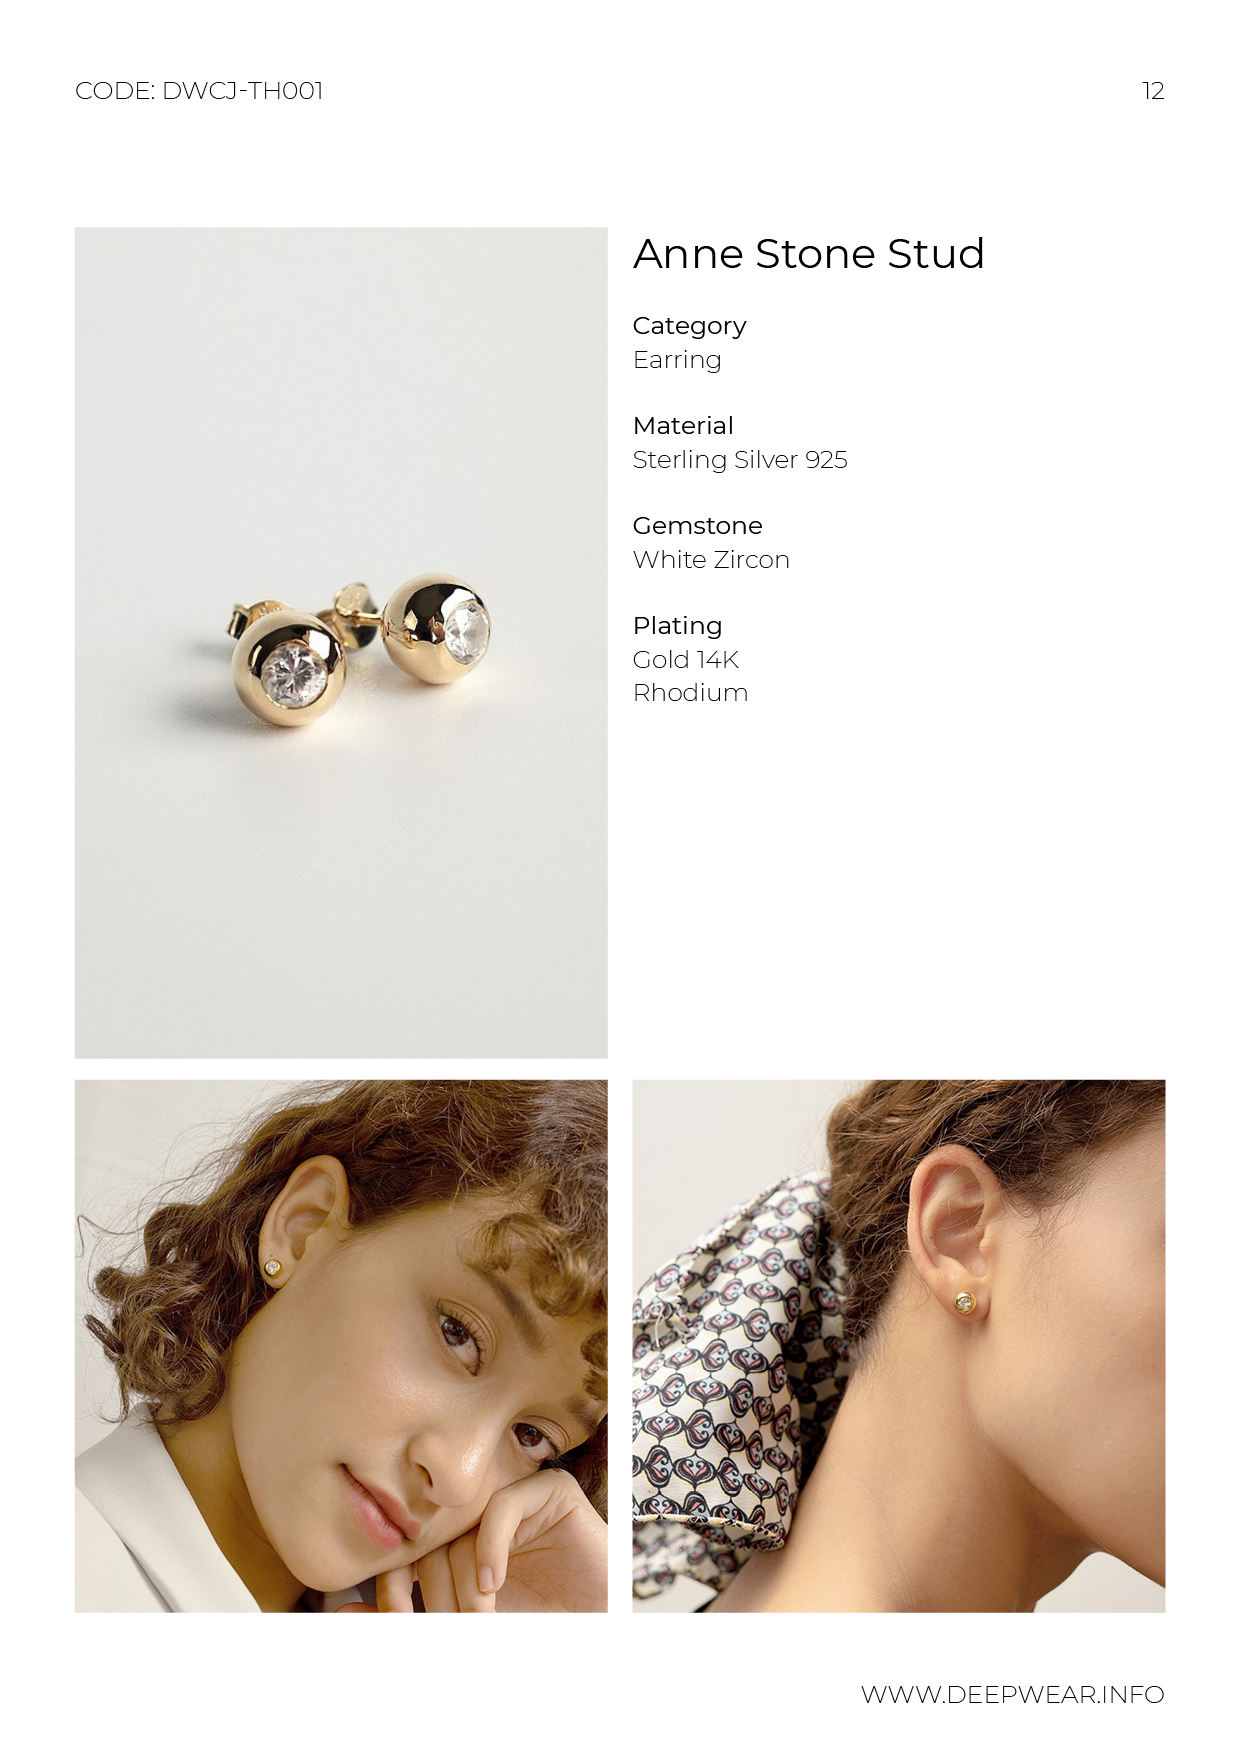 CODE: DWCJ-TH001
12
Anne Stone Stud
Category
Earring
Material
Sterling Silver 925
Gemstone
White Zircon
Plating
Gold 14K
Rhodium
WWW.DEEPWEAR.INFO